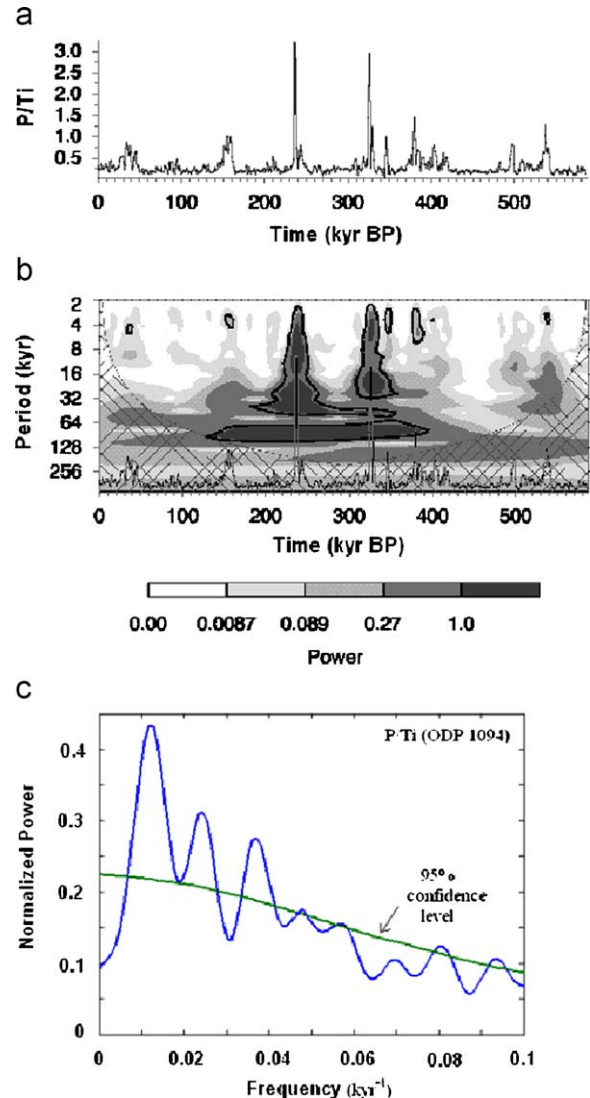 a
3.0
2.5
2.0
1.5
1.0
0.5
P/Ti
0 100 200 300 400 500
Time (kyr BP)
b
2
4
8
16
32
64
128
256
Period (kyr)
0 100 200 300 400 500
Time (kyr BP)
0.00 0.0087 0.089 0.27 1.0
Power
c
P/Ti (ODP 1094)
0.4
0.3
0.2
0.1
0
Normalized Power
95%
confidence
level
0 0.02 0.04 0.06 0.08 0.1
Frequency (kyr⁻¹)